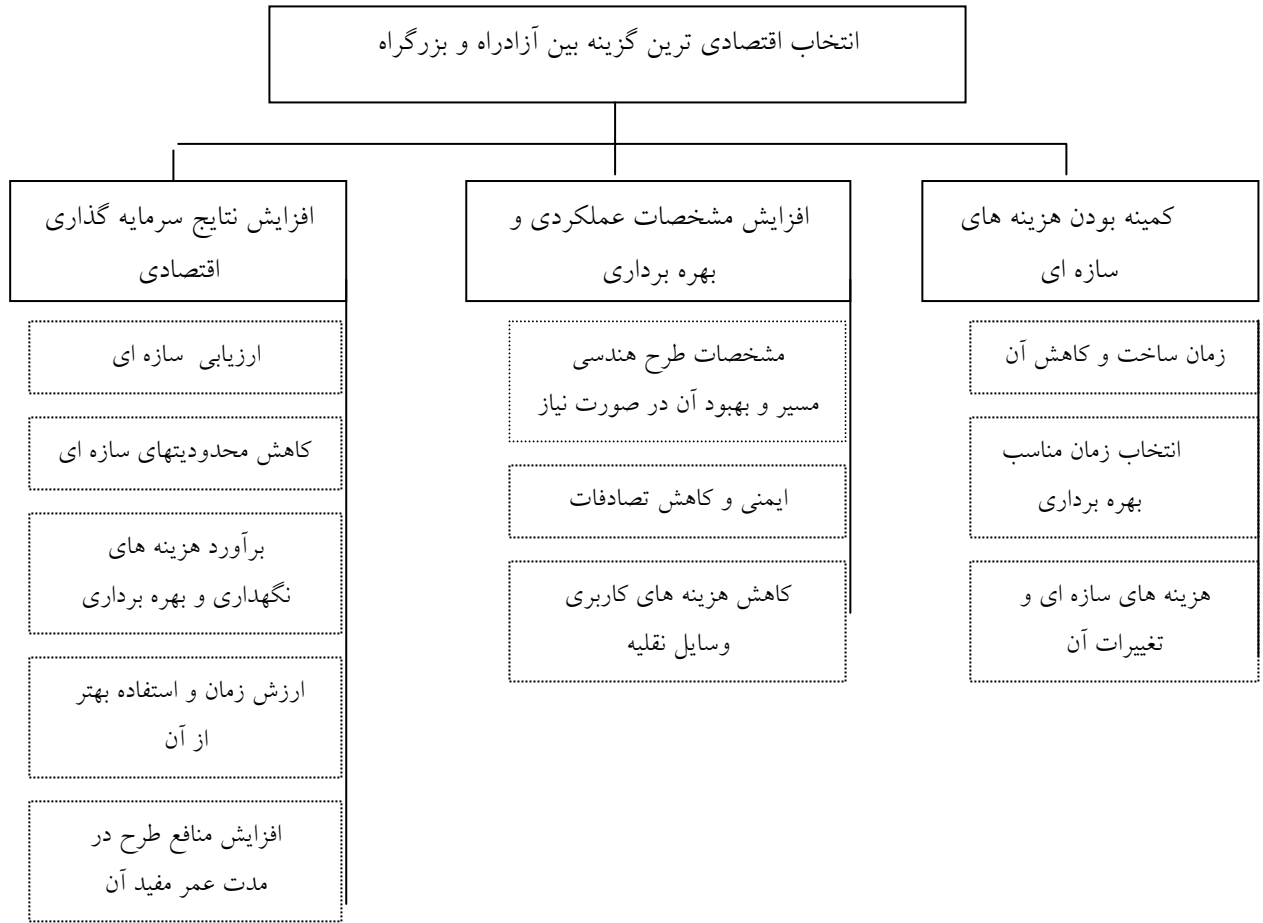 انتخاب اقتصادی ترین گزینه بین آزادراه و بزرگراه
کمینه بودن هزینه های
سازه ای
زمان ساخت و کاهش آن
انتخاب زمان مناسب
بهره برداری
هزینه های سازه ای و
تغییرات آن
افزایش مشخصات عملکردی و
بهره برداری
مشخصات طرح هندسی
مسیر و بهبود آن در صورت نیاز
ایمنی و کاهش تصادفات
کاهش هزینه های کاربری
وسایل نقلیه
افزایش نتایج سرمایه گذاری
اقتصادی
ارزیابی سازه ای
کاهش محدودیتهای سازه ای
برآورد هزینه های
نگهداری و بهره برداری
ارزش زمان و استفاده بهتر
از آن
افزایش منافع طرح در
مدت عمر مفید آن